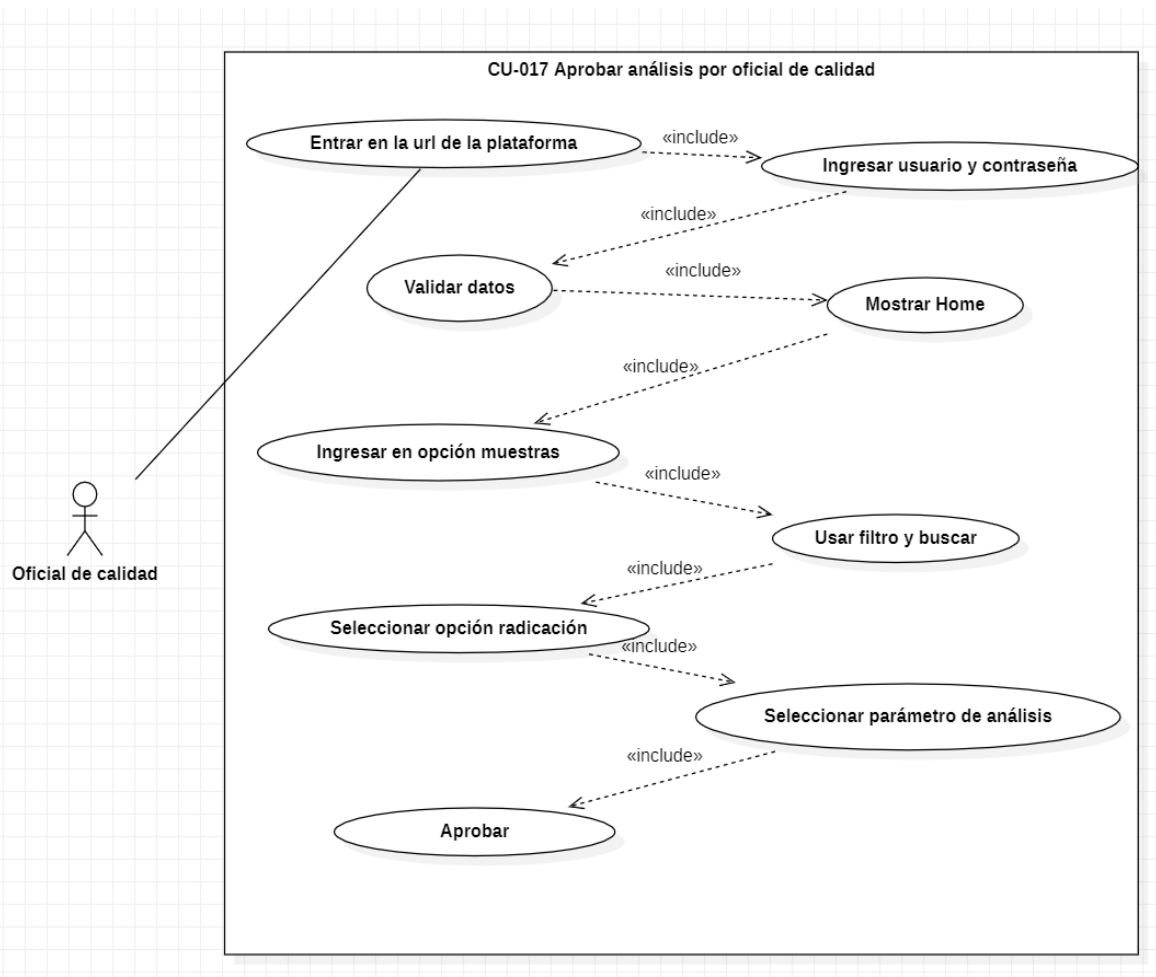 CU-017 Aprobar análisis por oficial de calidad
Entrar en la url de la plataforma
«include»
Ingresar usuario y contraseña
«include»
Validar datos
«include»
Mostrar Home
«include»
Ingresar en opción muestras
«include»
Usar filtro y buscar
«include»
Oficial de calidad
Seleccionar opción radicación
«include»
Seleccionar parámetro de análisis
«include»
Aprobar